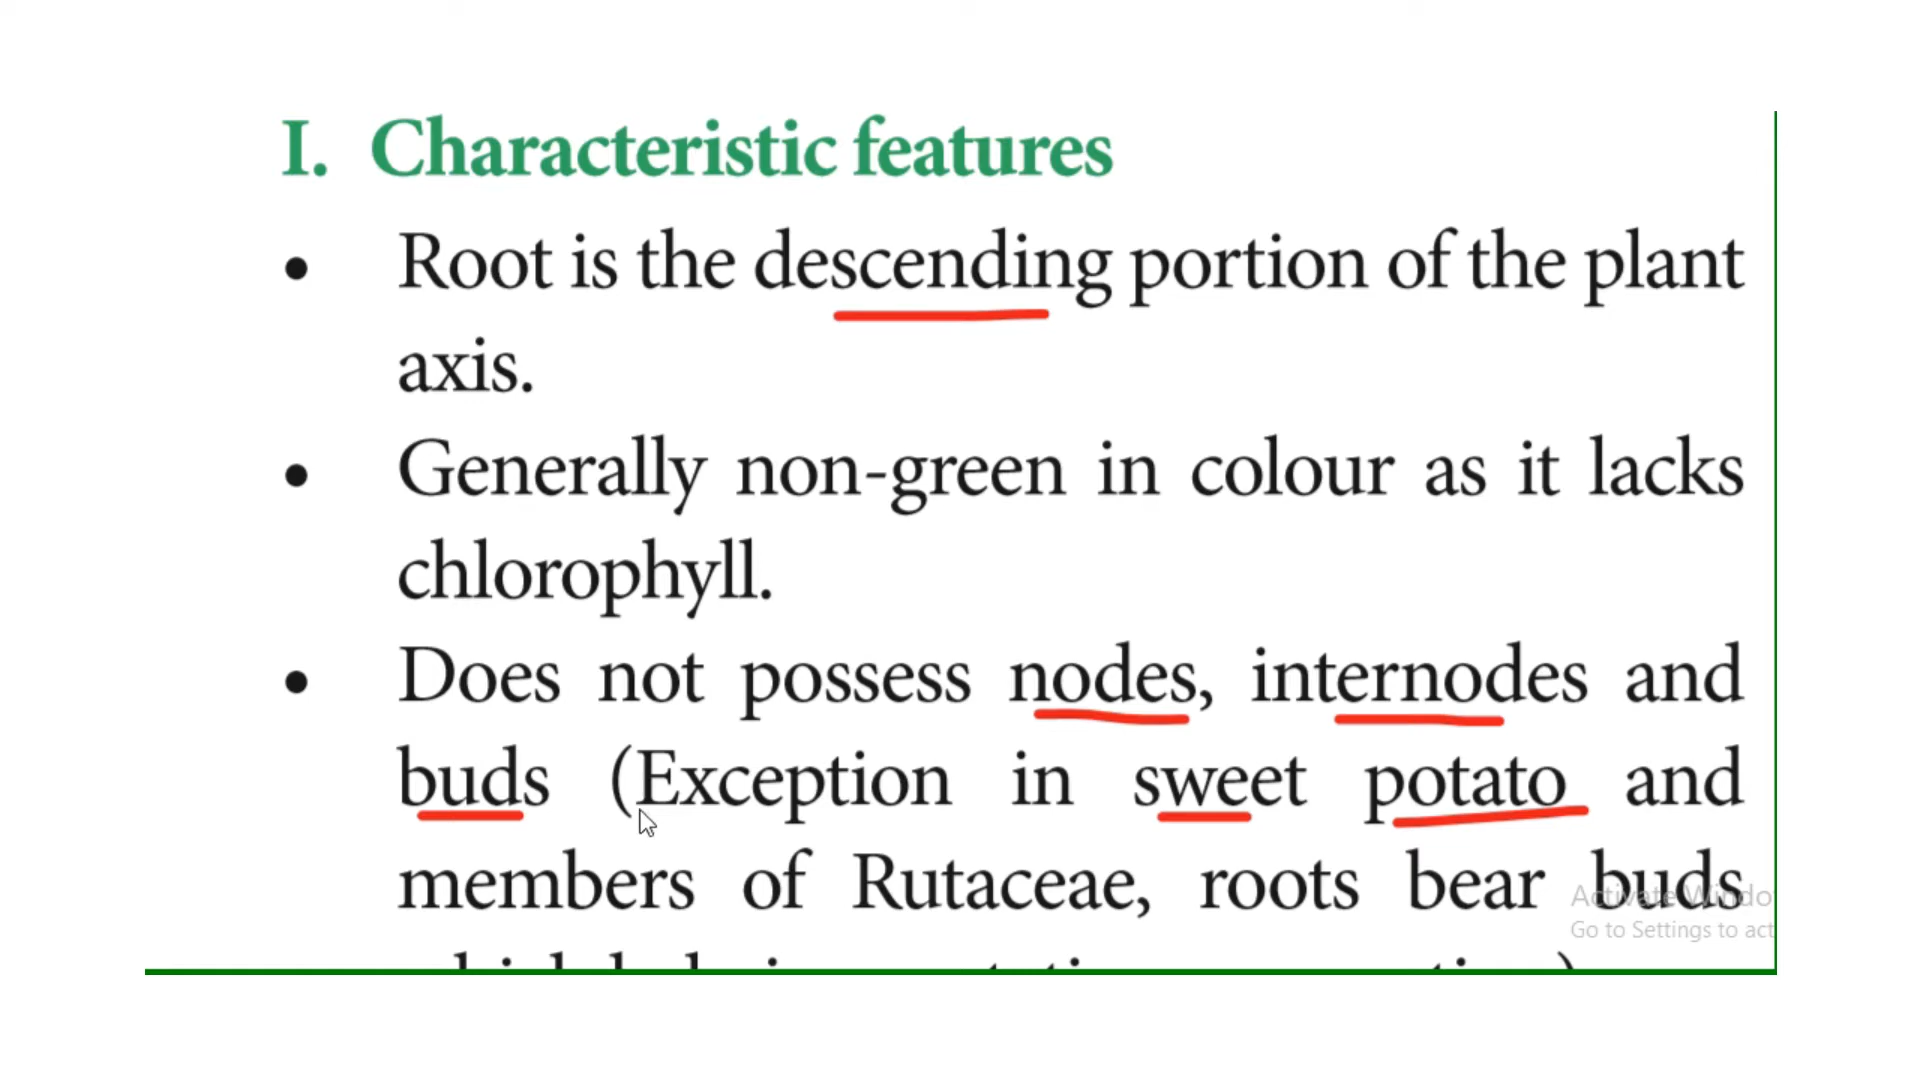 I. Characteristic features
• Root is the descending portion of the plant
axis.
• Generally non-green in colour as it lacks
chlorophyll.
• Does not possess nodes, internodes and
buds (Exception in sweet potato and
members of Rutaceae, roots bear buds
Activate Windo
Go to Settings to act